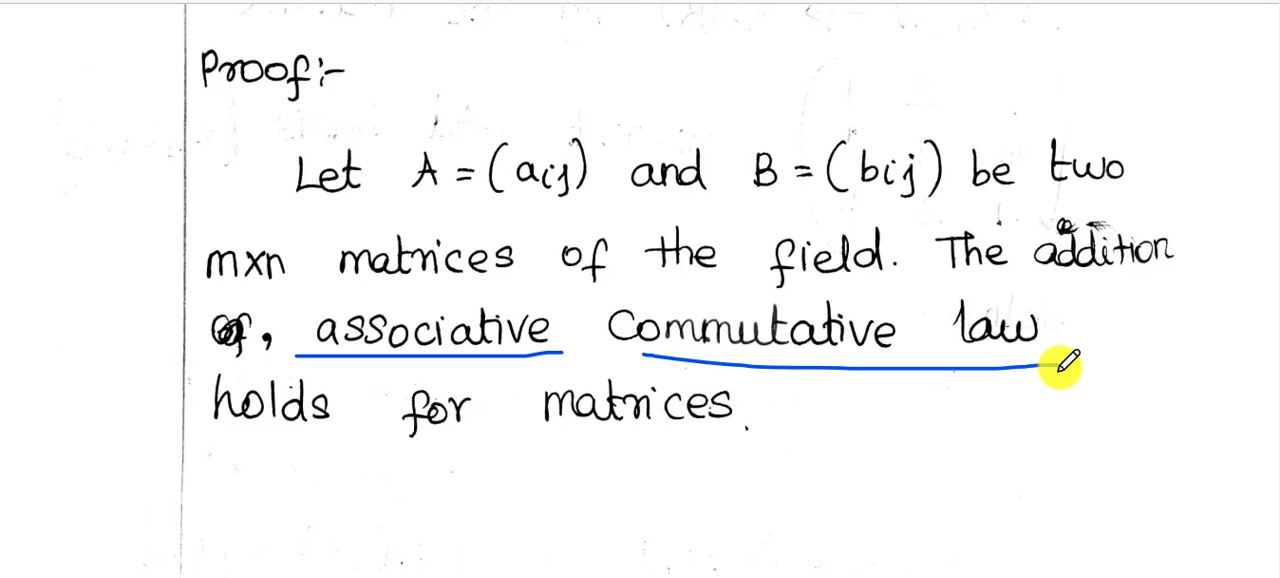 Proof:-
Let A = (aij) and B = (bij) be two
mxn matrices of the field. The addition
of, associative Commutative law
holds for matrices.